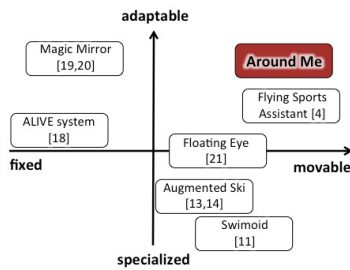 adaptable
Magic Mirror
[19,20]
Around Me
Flying Sports
Assistant [4]
ALIVE system
[18]
Floating Eye
[21]
fixed
movable
Augmented Ski
[13,14]
Swimoid
[11]
specialized